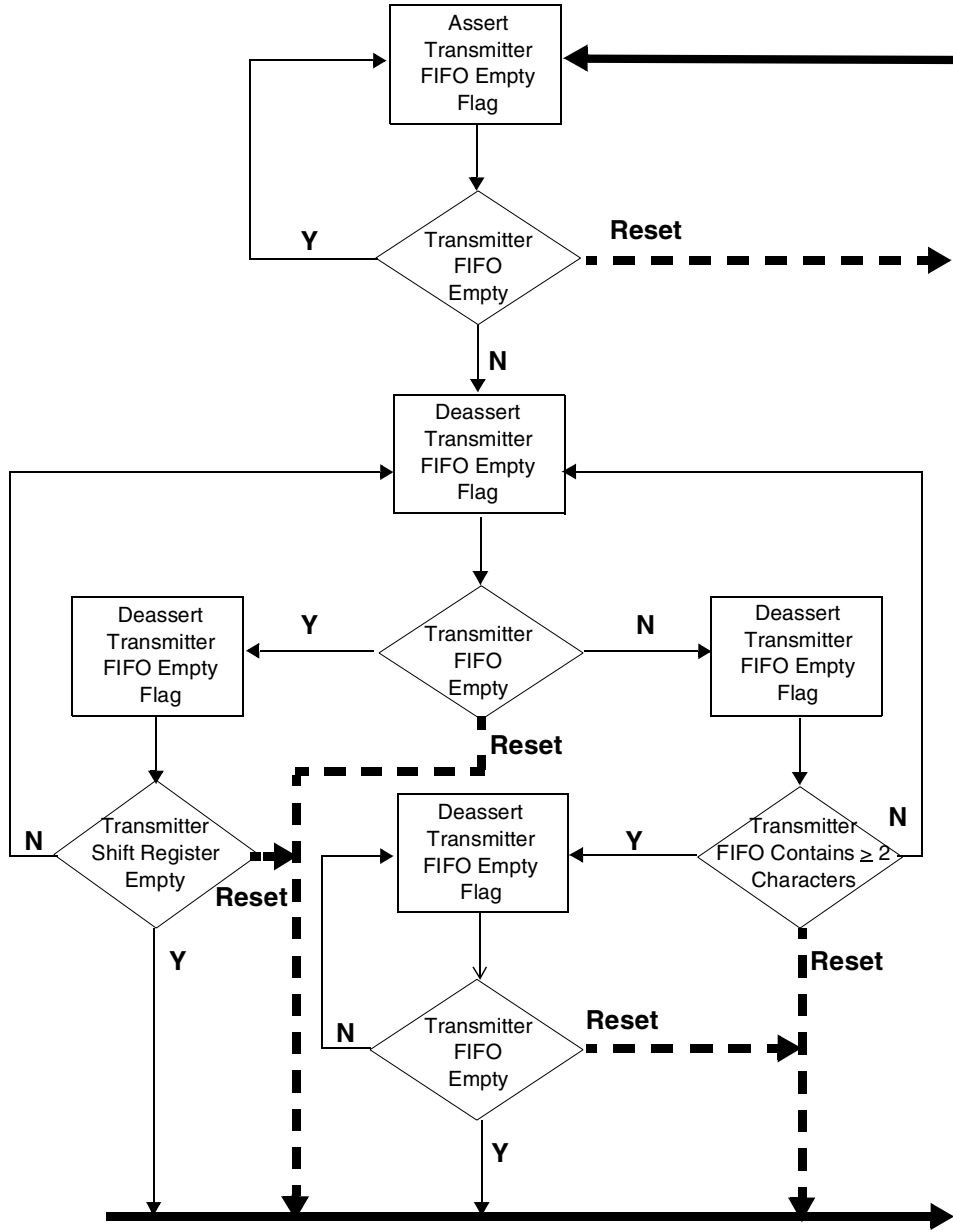 Assert
Transmitter
FIFO Empty
Flag
Y
Transmitter
FIFO
Empty
Reset
N
Deassert
Transmitter
FIFO Empty
Flag
Deassert
Transmitter
FIFO Empty
Flag
Y
Transmitter
FIFO
Empty
N
Deassert
Transmitter
FIFO Empty
Flag
Reset
N
Transmitter
Shift Register
Empty
Reset
Y
Deassert
Transmitter
FIFO Empty
Flag
Y
Transmitter
FIFO Contains ≥ 2
Characters
N
Reset
N
Transmitter
FIFO
Empty
Reset
Y